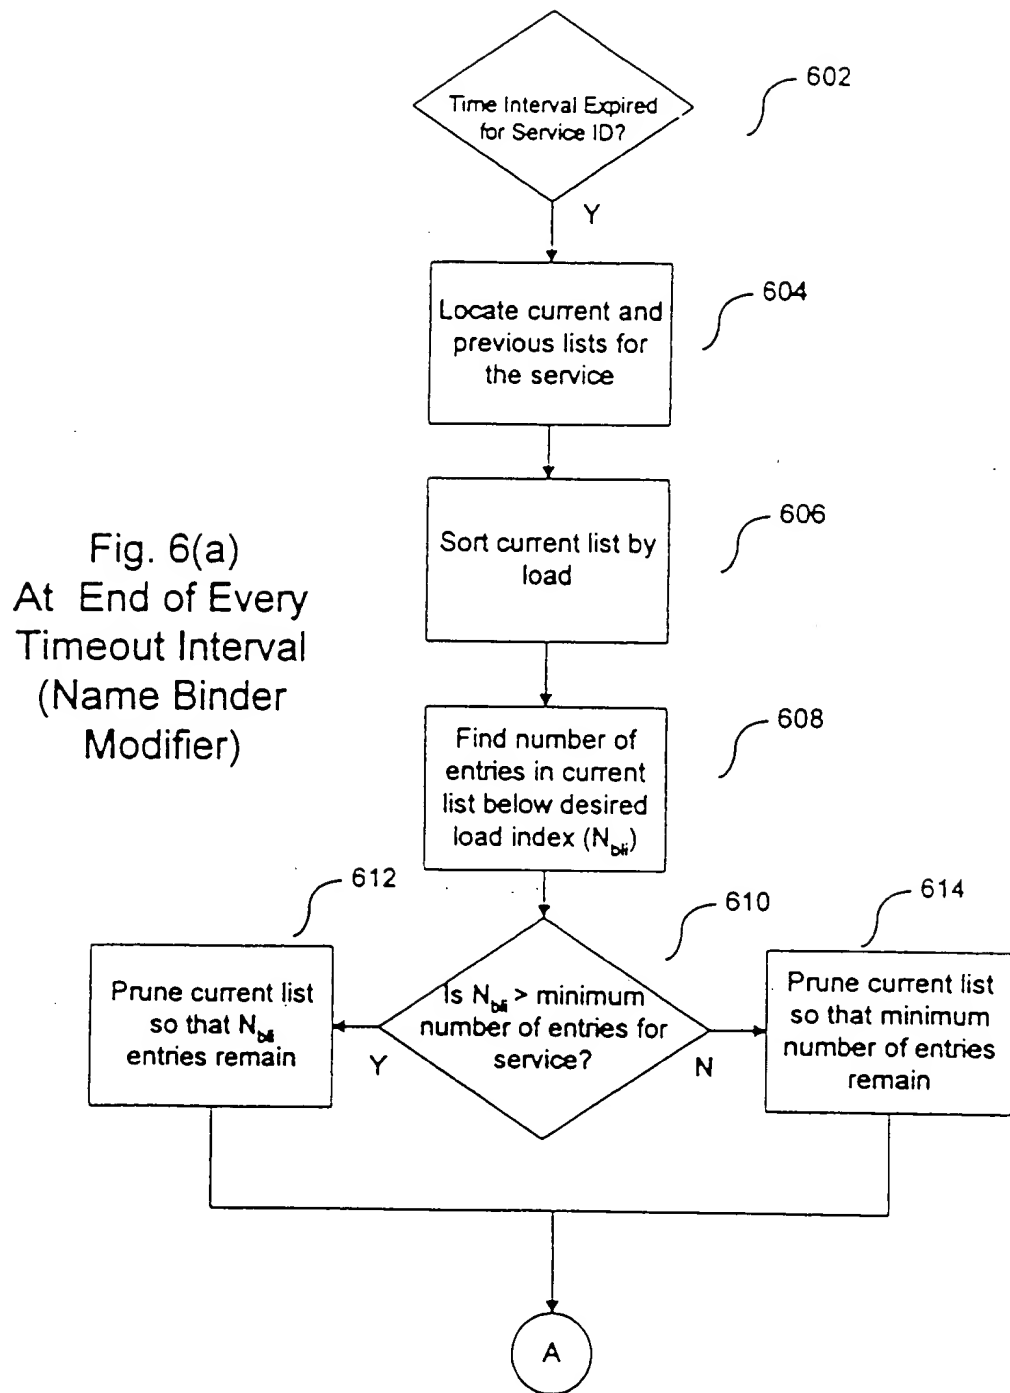 602
Time Interval Expired
for Service ID?
Y
604
Locate current and
previous lists for
the service
606
Sort current list by
load
Fig. 6(a)
At End of Every
Timeout Interval
(Name Binder
Modifier)
608
Find number of
entries in current
list below desired
load index (Nbli)
612
610
614
Prune current list
so that Nbli
entries remain
Is Nbli > minimum
number of entries for
service?
Prune current list
so that minimum
number of entries
remain
Y
N
A